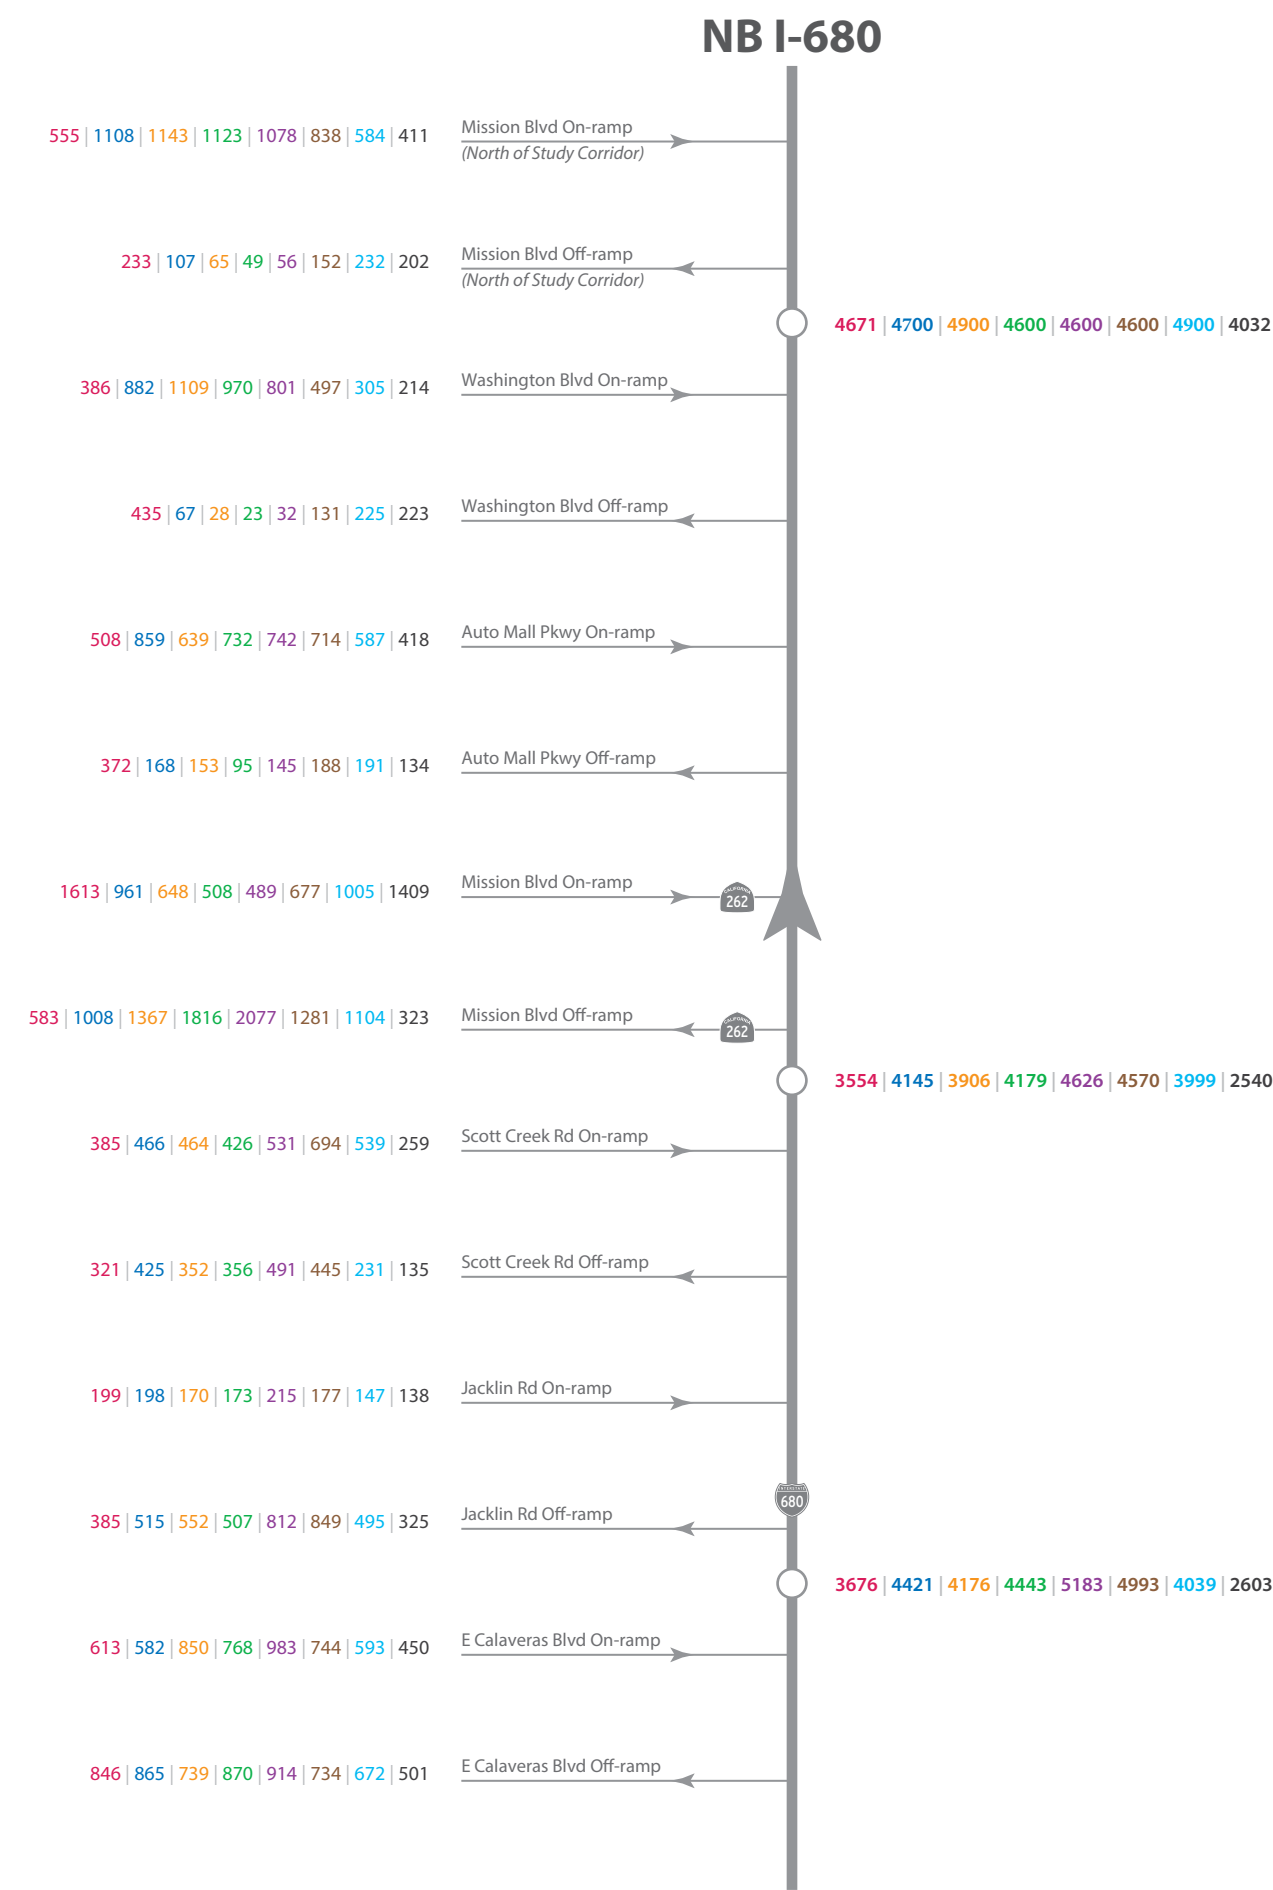 NB I-680
555 | 1108 | 1143 | 1123 | 1078 | 838 | 584 | 411
Mission Blvd On-ramp
(North of Study Corridor)
233 | 107 | 65 | 49 | 56 | 152 | 232 | 202
Mission Blvd Off-ramp
(North of Study Corridor)
4671 | 4700 | 4900 | 4600 | 4600 | 4600 | 4900 | 4032
386 | 882 | 1109 | 970 | 801 | 497 | 305 | 214
Washington Blvd On-ramp
435 | 67 | 28 | 23 | 32 | 131 | 225 | 223
Washington Blvd Off-ramp
508 | 859 | 639 | 732 | 742 | 714 | 587 | 418
Auto Mall Pkwy On-ramp
372 | 168 | 153 | 95 | 145 | 188 | 191 | 134
Auto Mall Pkwy Off-ramp
1613 | 961 | 648 | 508 | 489 | 677 | 1005 | 1409
Mission Blvd On-ramp
CALIFORNIA
262
583 | 1008 | 1367 | 1816 | 2077 | 1281 | 1104 | 323
Mission Blvd Off-ramp
CALIFORNIA
262
3554 | 4145 | 3906 | 4179 | 4626 | 4570 | 3999 | 2540
385 | 466 | 464 | 426 | 531 | 694 | 539 | 259
Scott Creek Rd On-ramp
321 | 425 | 352 | 356 | 491 | 445 | 231 | 135
Scott Creek Rd Off-ramp
199 | 198 | 170 | 173 | 215 | 177 | 147 | 138
Jacklin Rd On-ramp
INTERSTATE
680
385 | 515 | 552 | 507 | 812 | 849 | 495 | 325
Jacklin Rd Off-ramp
3676 | 4421 | 4176 | 4443 | 5183 | 4993 | 4039 | 2603
613 | 582 | 850 | 768 | 983 | 744 | 593 | 450
E Calaveras Blvd On-ramp
846 | 865 | 739 | 870 | 914 | 734 | 672 | 501
E Calaveras Blvd Off-ramp